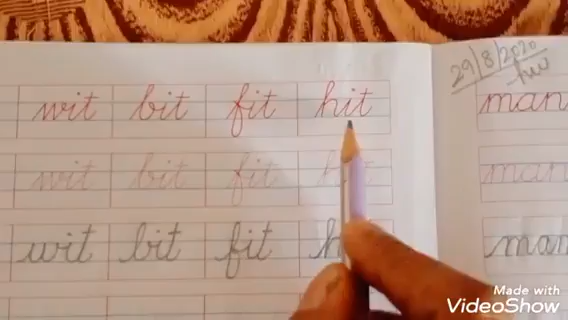 29/8/2020
wit bit fit hit man
wit bit fit man
wit bit fit man
Made with
VideoShow